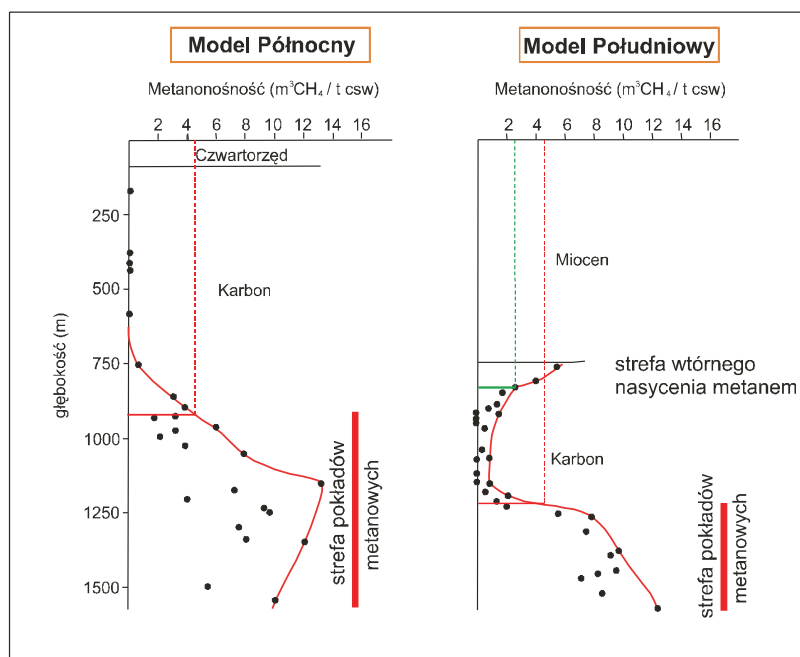 Model Północny
Metanonośność (m³CH₄ / t csw)
2 4 6 8 10 12 14 16
Czwartorzęd
250
500
750
1000
1250
1500
głębokość (m)
Karbon
strefa pokładów
metanowych
Model Południowy
Metanonośność (m³CH₄ / t csw)
2 4 6 8 10 12 14 16
Miocen
strefa wtórnego
nasycenia metanem
Karbon
strefa pokładów
metanowych